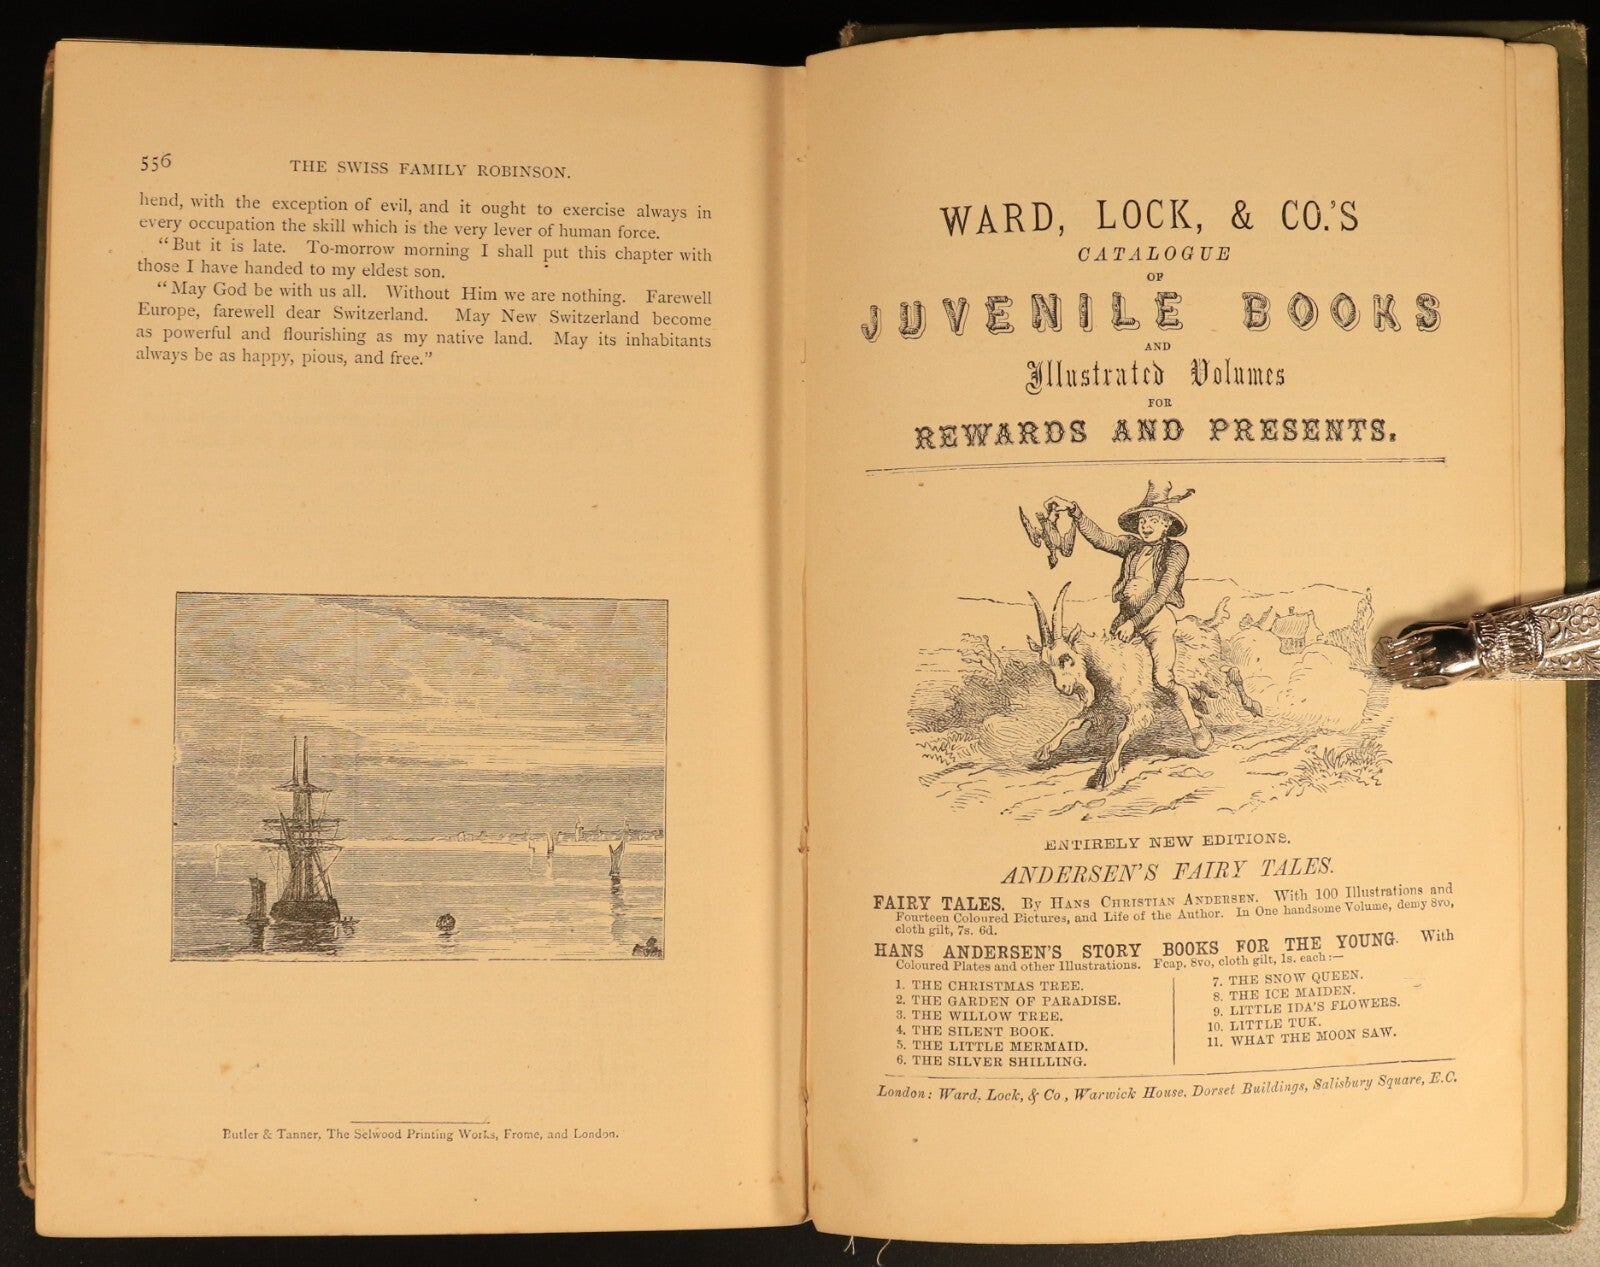 556
THE SWISS FAMILY ROBINSON.
hend, with the exception of evil, and it ought to exercise always in
every occupation the skill which is the very lever of human force.
“But it is late. To-morrow morning I shall put this chapter with
those I have handed to my eldest son.
“May God be with us all. Without Him we are nothing. Farewell
Europe, farewell dear Switzerland. May New Switzerland become
as powerful and flourishing as my native land. May its inhabitants
always be as happy, pious, and free.”
Butler & Tanner, The Selwood Printing Works, Frome, and London.
WARD, LOCK, & CO.'S
CATALOGUE
OF
JUVENILE BOOKS
AND
Illustrated Volumes
FOR
REWARDS AND PRESENTS.
ENTIRELY NEW EDITIONS.
ANDERSEN'S FAIRY TALES.
FAIRY TALES. By HANS CHRISTIAN ANDERSEN. With 100 Illustrations and
Fourteen Coloured Pictures, and Life of the Author. In One handsome Volume, demy 8vo,
cloth gilt, 7s. 6d.
HANS ANDERSEN'S STORY BOOKS FOR THE YOUNG. With
Coloured Plates and other Illustrations. Fcap. 8vo, cloth gilt, 1s. each:—
1. THE CHRISTMAS TREE.
2. THE GARDEN OF PARADISE.
3. THE WILLOW TREE.
4. THE SILENT BOOK.
5. THE LITTLE MERMAID.
6. THE SILVER SHILLING.
7. THE SNOW QUEEN.
8. THE ICE MAIDEN.
9. LITTLE IDA'S FLOWERS.
10. LITTLE TUK.
11. WHAT THE MOON SAW.
London: Ward, Lock, & Co., Warwick House, Dorset Buildings, Salisbury Square, E.C.